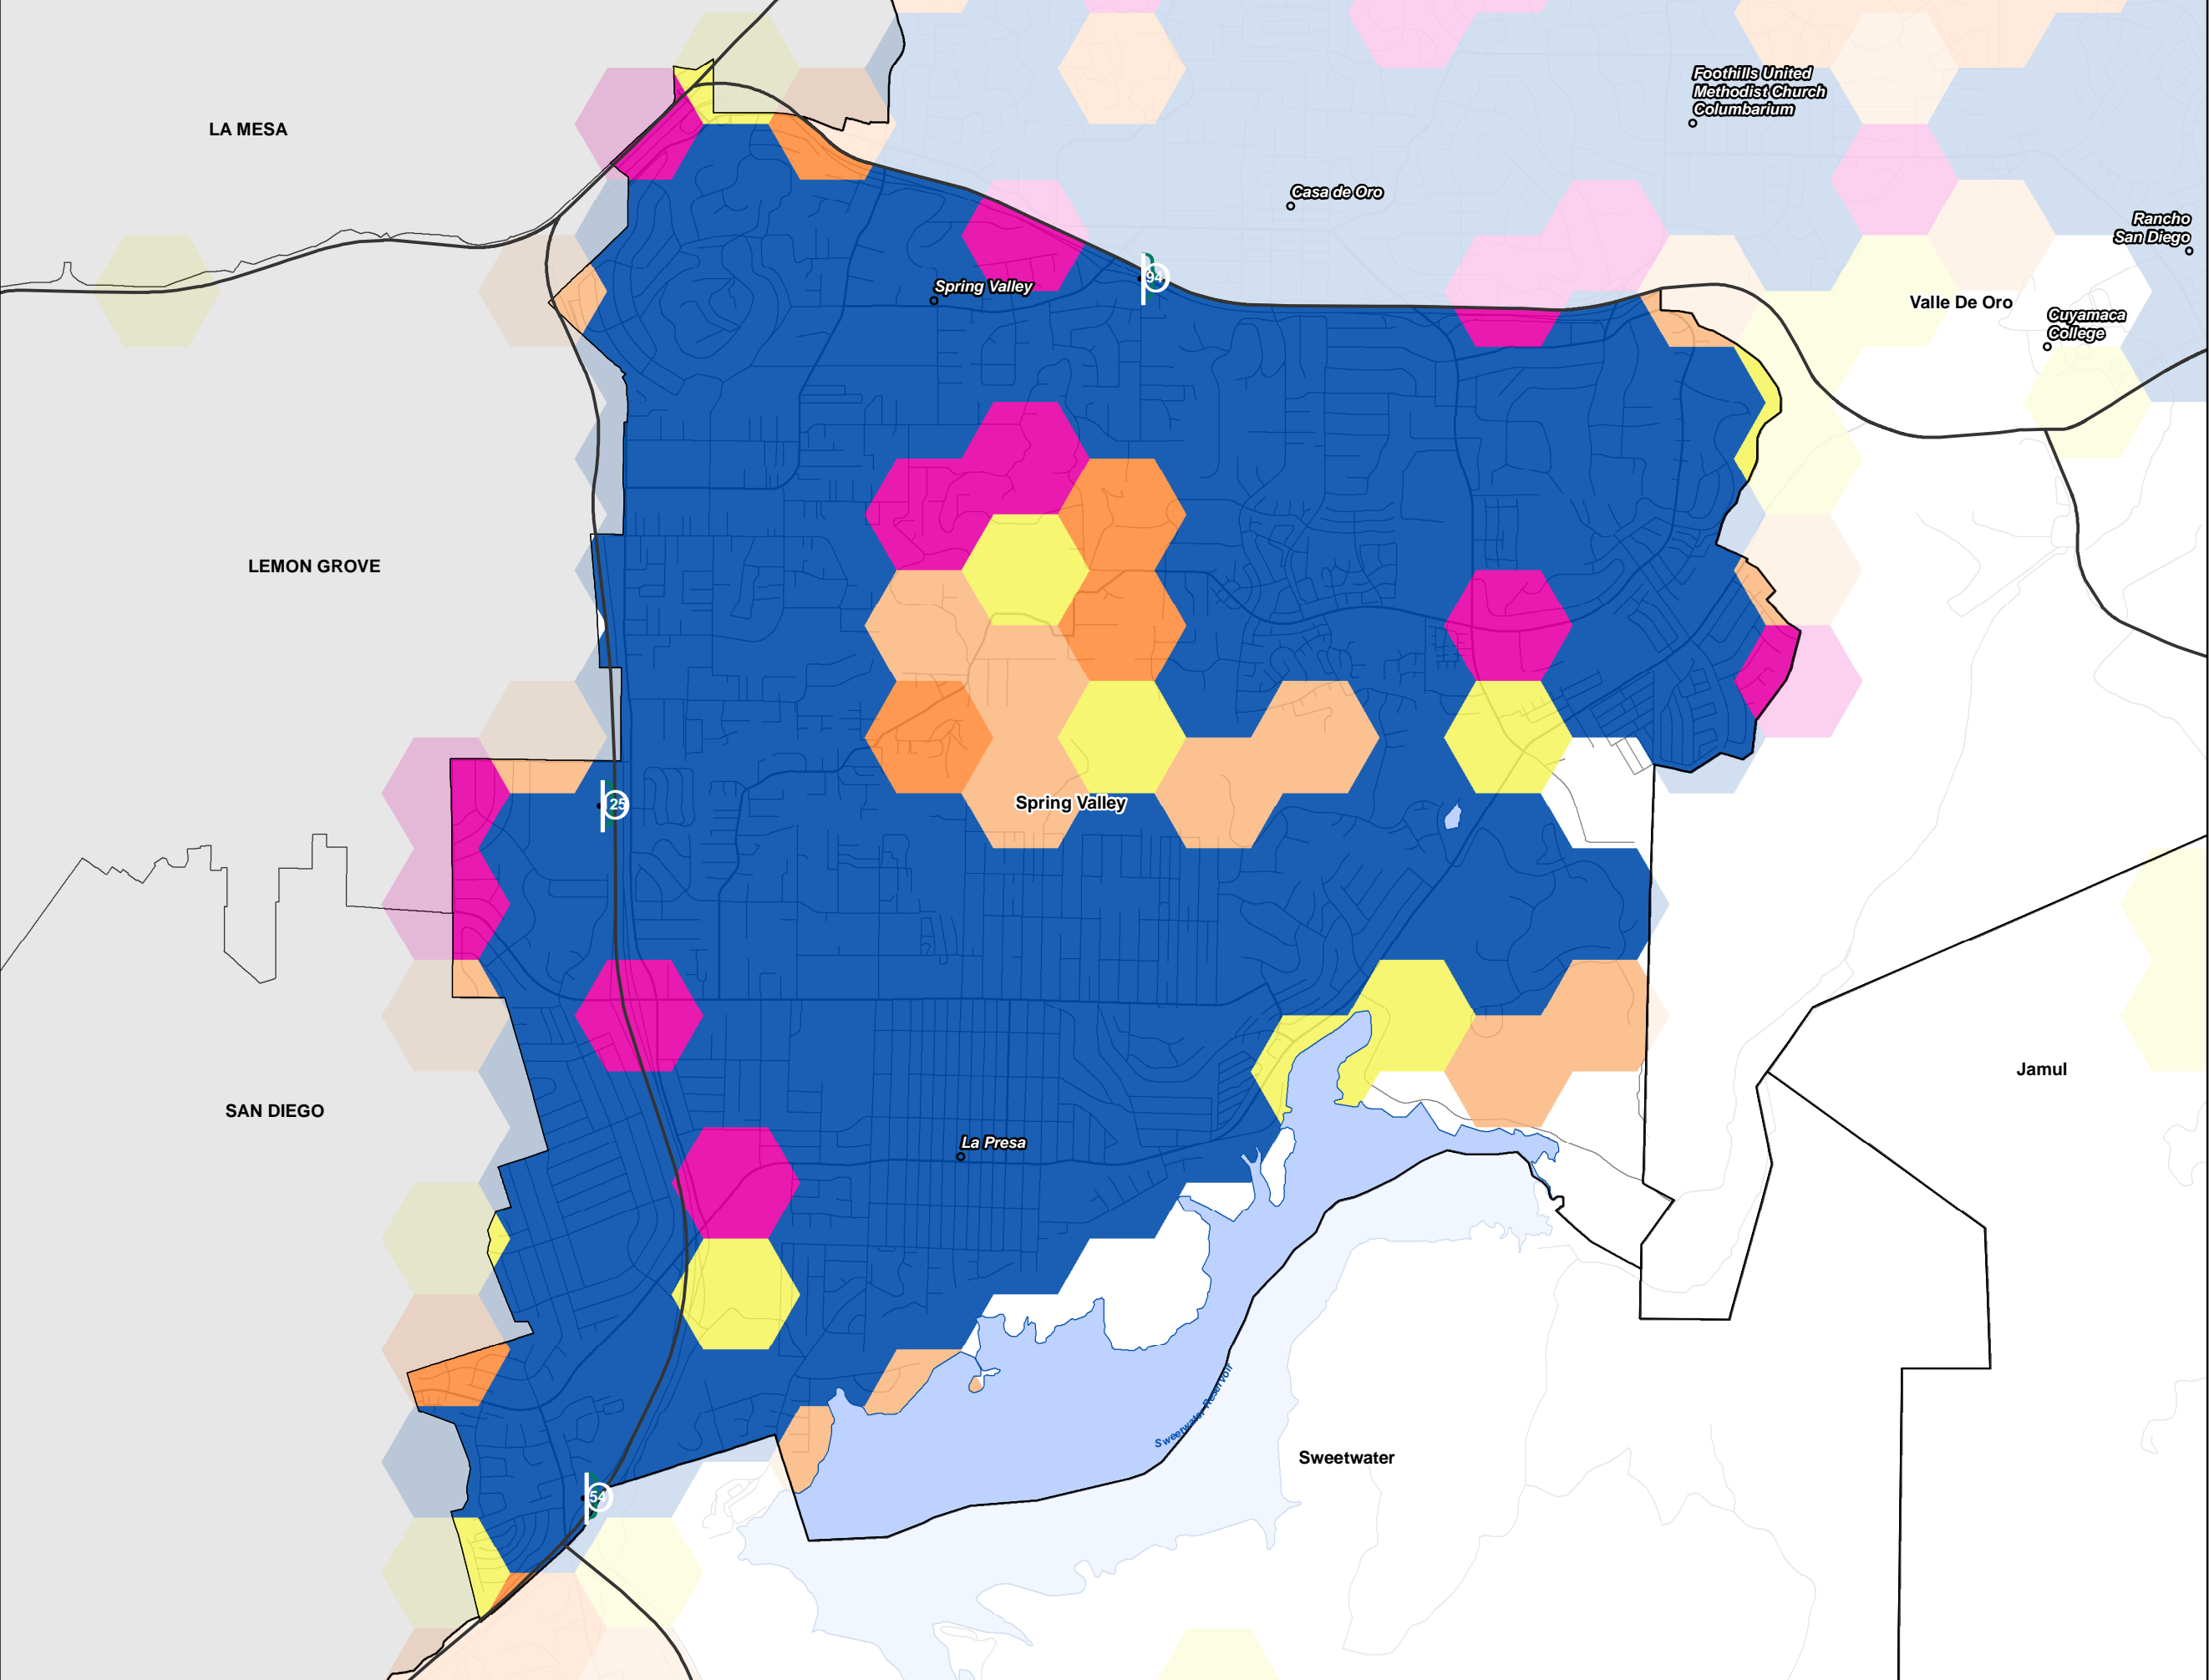 Foothills United
Methodist Church
Columbarium
LA MESA
Casa de Oro
Rancho
San Diego
94
Spring Valley
Valle De Oro
Cuyamaca
College
LEMON GROVE
Spring Valley
Jamul
SAN DIEGO
La Presa
Sweetwater Reservoir
Sweetwater
54